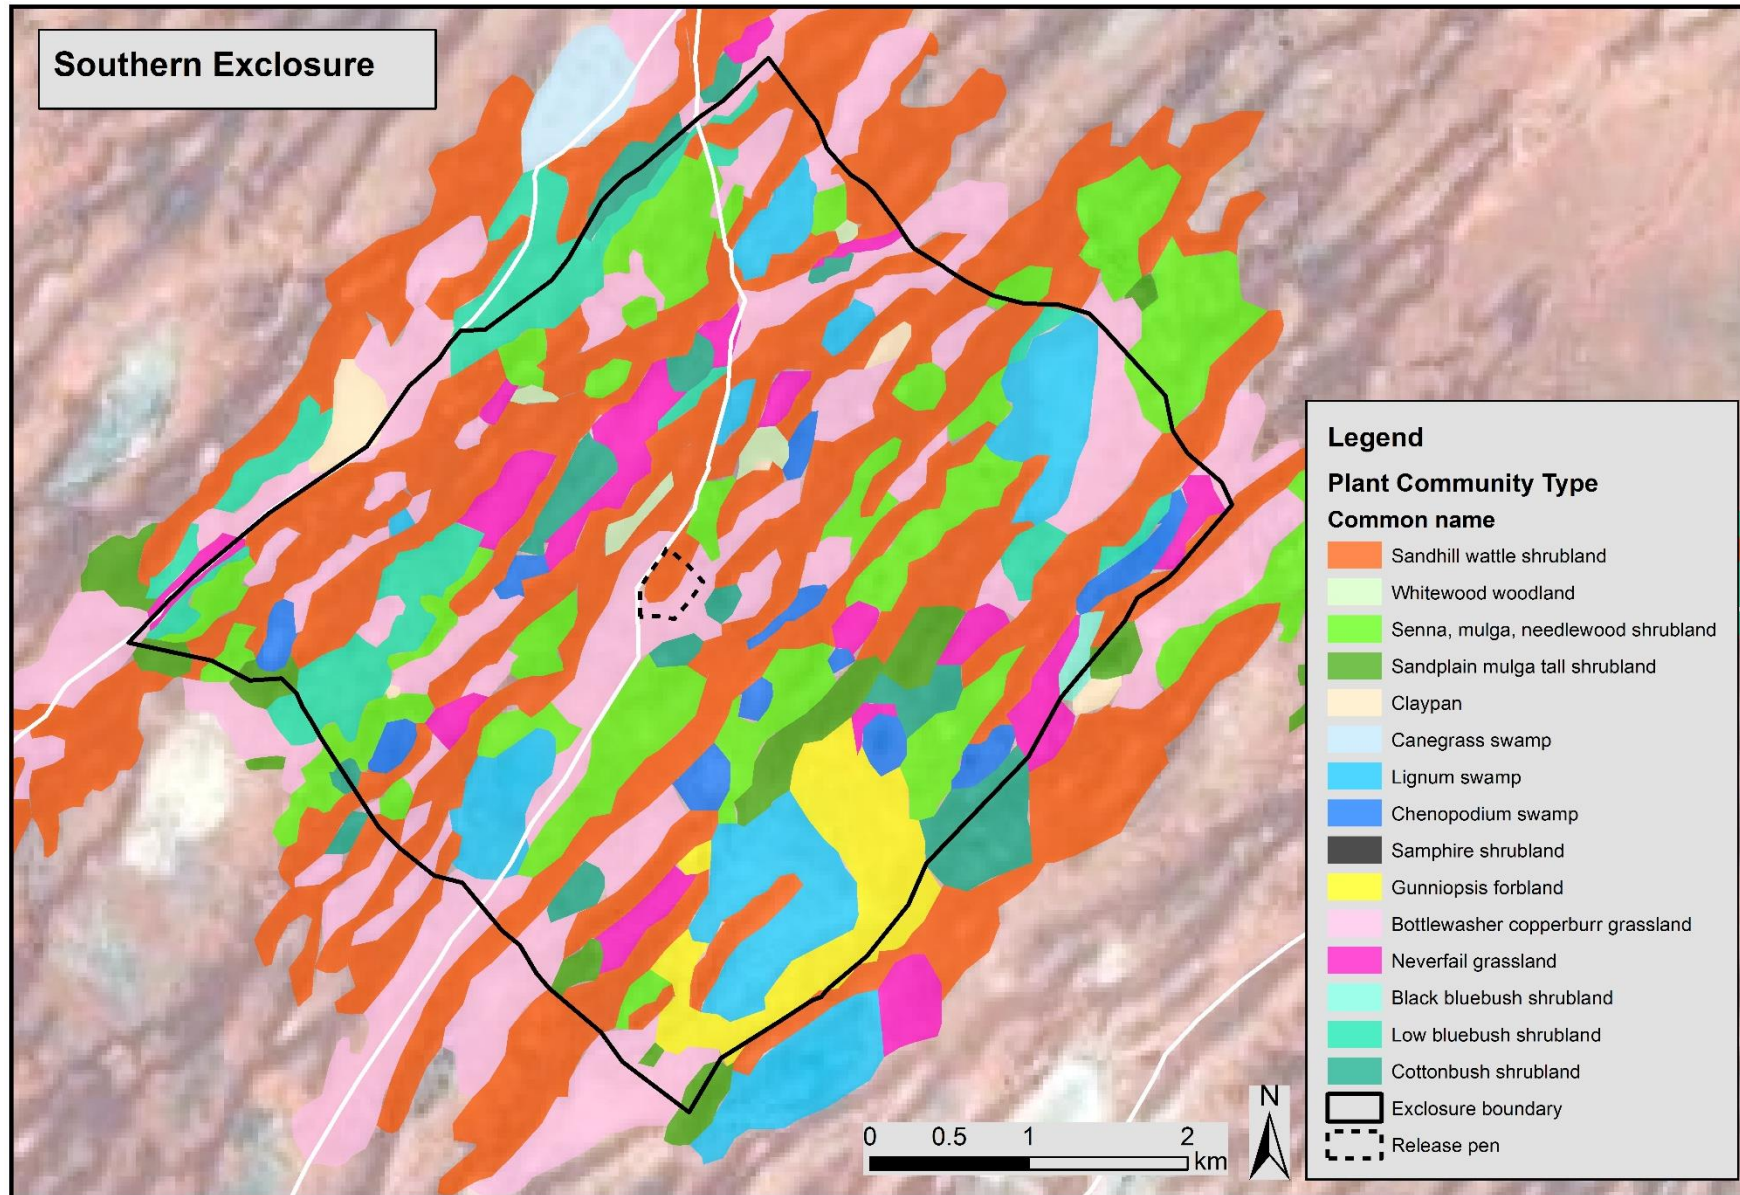 Southern Exclosure
Legend
Plant Community Type
Common name
Sandhill wattle shrubland
Whitewood woodland
Senna, mulga, needlewood shrubland
Sandplain mulga tall shrubland
Claypan
Canegrass swamp
Lignum swamp
Chenopodium swamp
Samphire shrubland
Gunniopsis forbland
Bottlewasher copperburr grassland
Neverfail grassland
Black bluebush shrubland
Low bluebush shrubland
Cottonbush shrubland
Exclosure boundary
Release pen
N
0 0.5 1 2
km